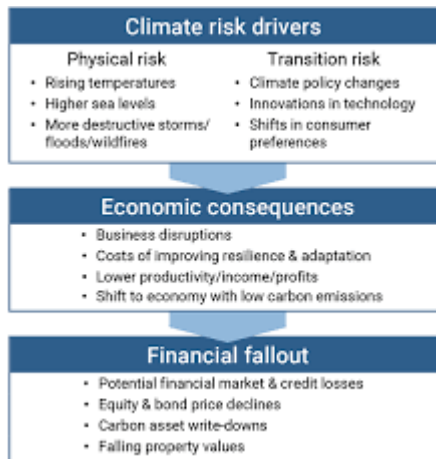 Climate risk drivers
Physical risk
• Rising temperatures
• Higher sea levels
• More destructive storms/
floods/wildfires
Transition risk
• Climate policy changes
• Innovations in technology
• Shifts in consumer
preferences
Economic consequences
• Business disruptions
• Costs of improving resilience & adaptation
• Lower productivity/income/profits
• Shift to economy with low carbon emissions
Financial fallout
• Potential financial market & credit losses
• Equity & bond price declines
• Carbon asset write-downs
• Falling property values